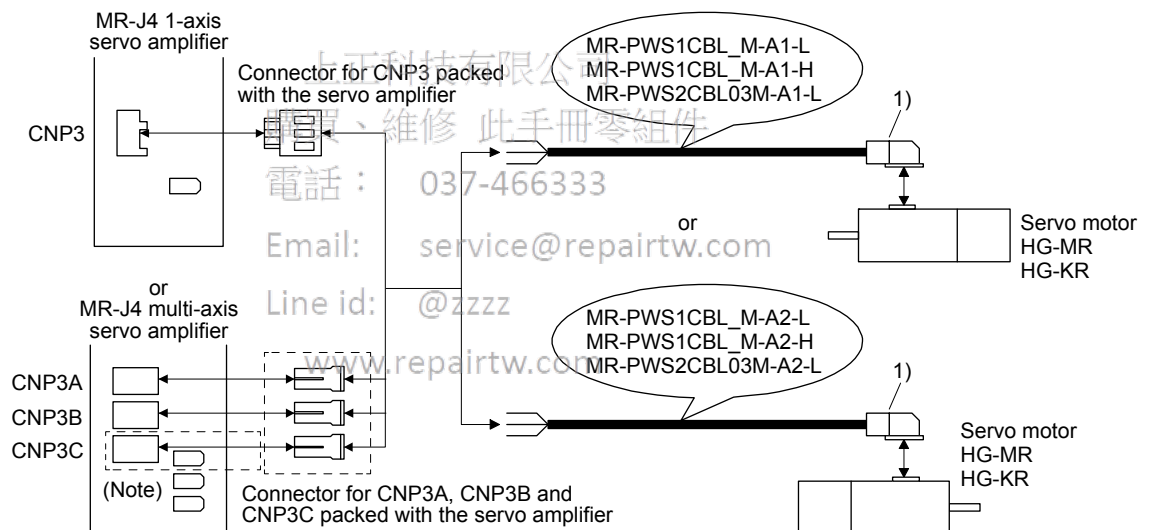 MR-J4 1-axis
servo amplifier
CNP3
Connector for CNP3 packed
with the servo amplifier
MR-PWS1CBL_M-A1-L
MR-PWS1CBL_M-A1-H
MR-PWS2CBL03M-A1-L
1)
Servo motor
HG-MR
HG-KR
上正科技有限公司
購買、維修 此手冊零組件
電話： 037-466333
Email: service@repairtw.com
Line id: @zzzz
www.repairtw.com
or
or
MR-J4 multi-axis
servo amplifier
CNP3A
CNP3B
CNP3C
(Note)
Connector for CNP3A, CNP3B and
CNP3C packed with the servo amplifier
MR-PWS1CBL_M-A2-L
MR-PWS1CBL_M-A2-H
MR-PWS2CBL03M-A2-L
1)
Servo motor
HG-MR
HG-KR